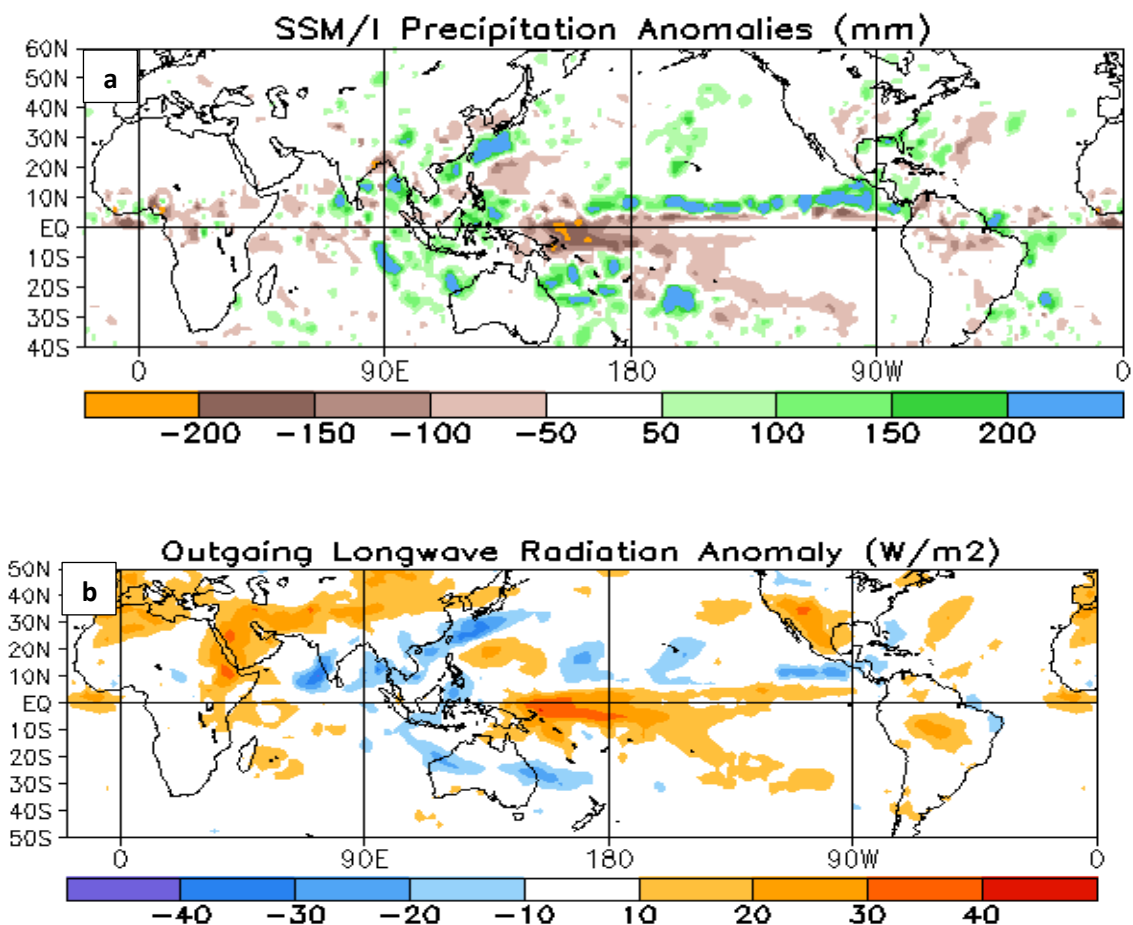 SSM/I Precipitation Anomalies (mm)
a
60N
50N
40N
30N
20N
10N
EQ
10S
20S
30S
40S
0 90E 180 90W 0
-200 -150 -100 -50 50 100 150 200
Outgoing Longwave Radiation Anomaly (W/m2)
b
50N
40N
30N
20N
10N
EQ
10S
20S
30S
40S
50S
0 90E 180 90W 0
-40 -30 -20 -10 10 20 30 40